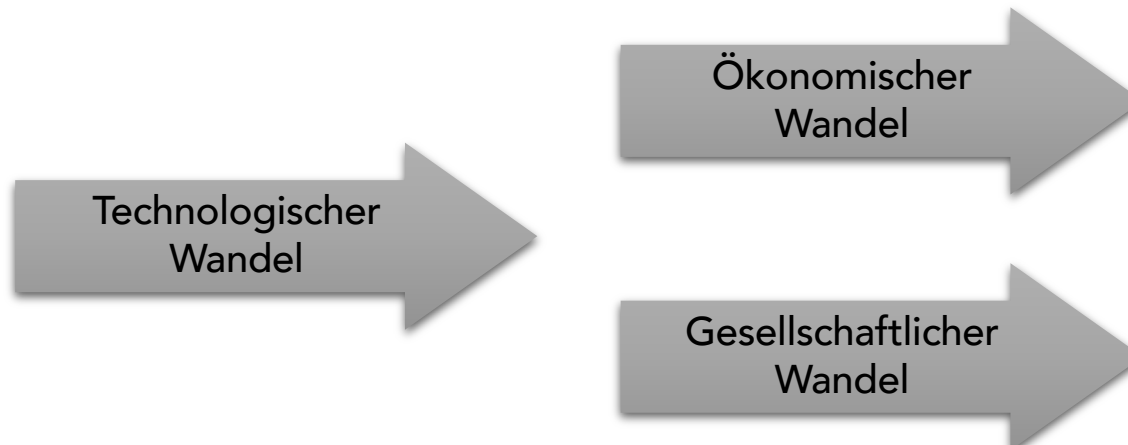 Technologischer
Wandel
Ökonomischer
Wandel
Gesellschaftlicher
Wandel